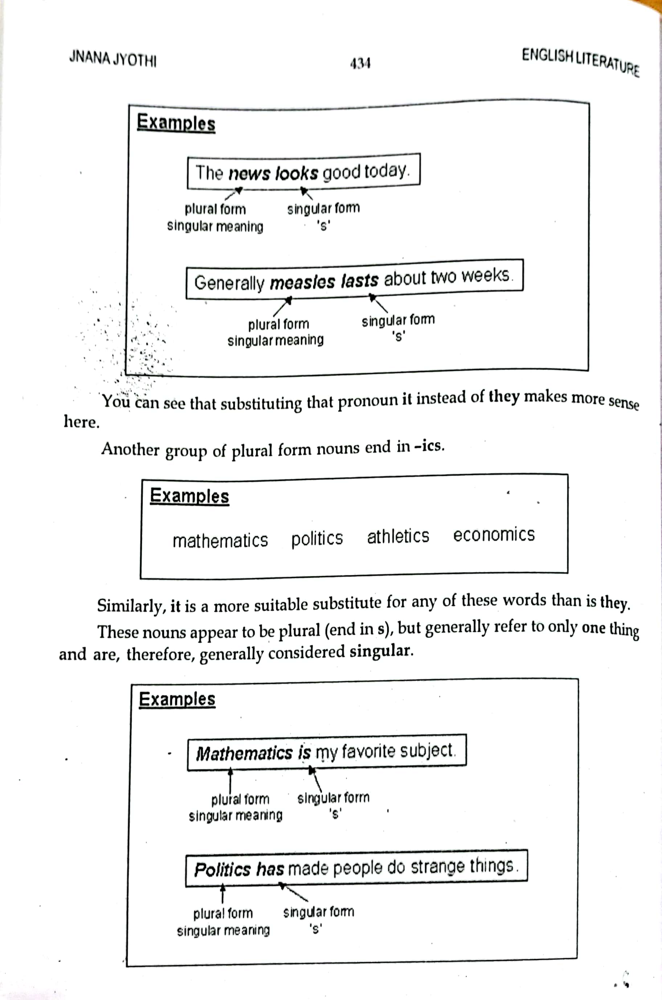 JNANA JYOTHI 434 ENGLISH LITERATURE
Examples
The news looks good today.
plural form singular form
singular meaning 's'
Generally measles lasts about two weeks.
plural form singular form
singular meaning 's'
You can see that substituting that pronoun it instead of they makes more sense
here.
Another group of plural form nouns end in –ics.
Examples
mathematics politics athletics economics
Similarly, it is a more suitable substitute for any of these words than is they.
These nouns appear to be plural (end in s), but generally refer to only one thing
and are, therefore, generally considered singular.
Examples
Mathematics is my favorite subject.
plural form singular form
singular meaning 's'
Politics has made people do strange things.
plural form singular form
singular meaning 's'